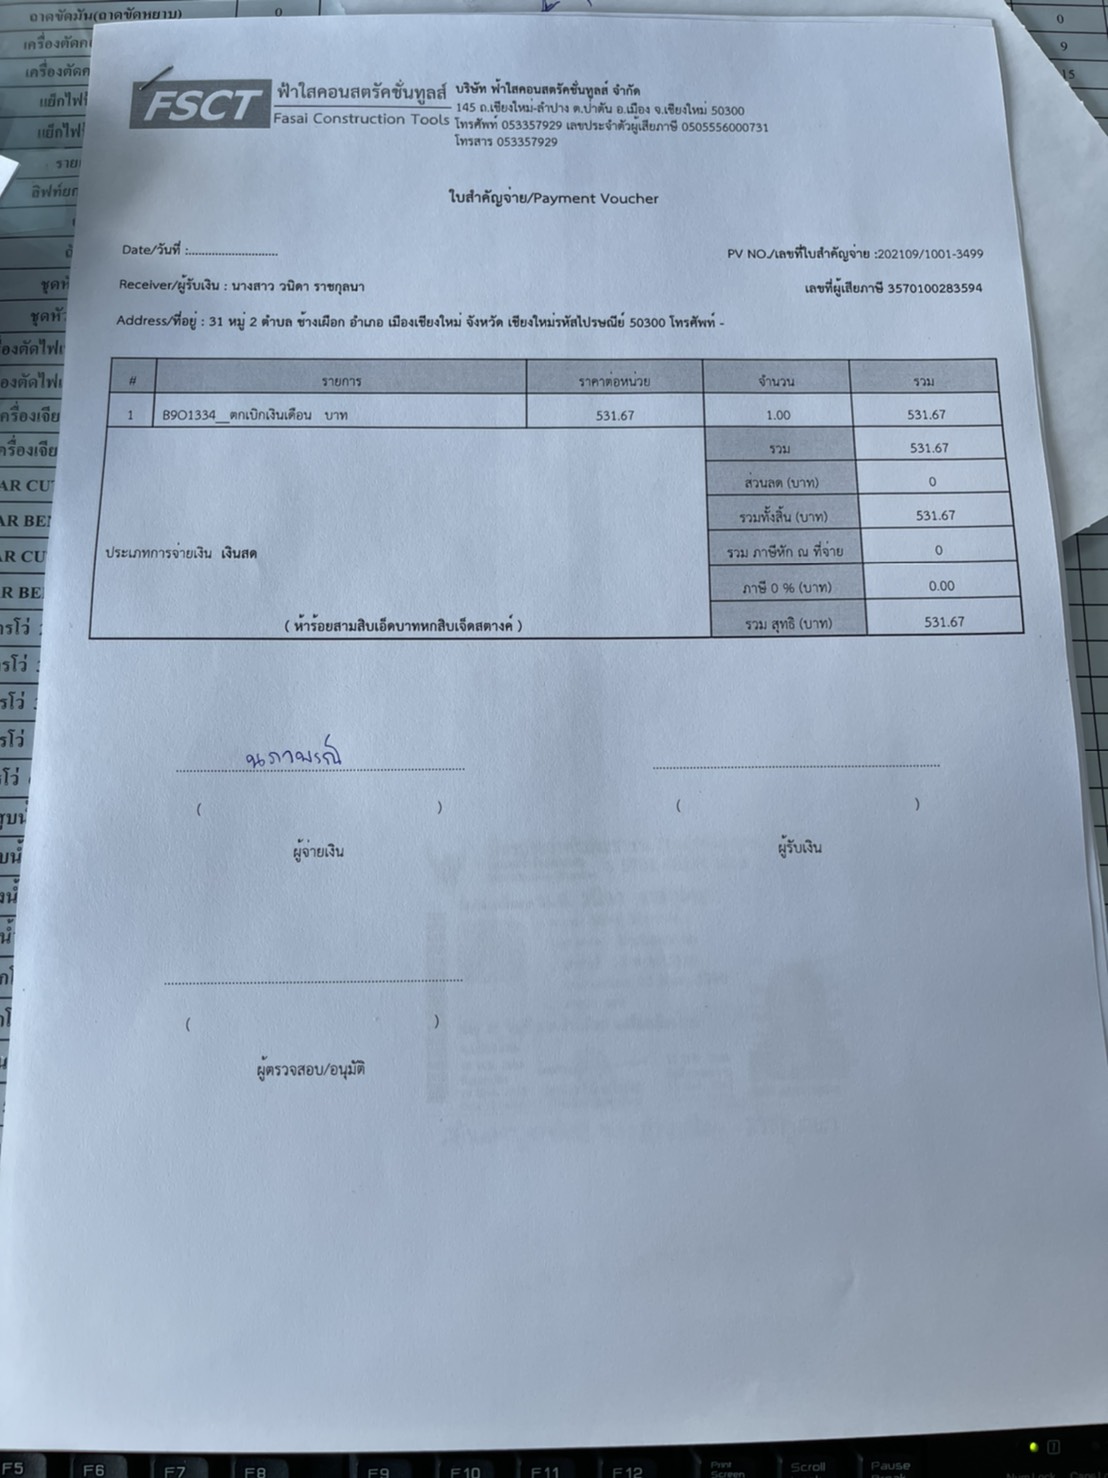 ถาดขัดมัน(ถาดขัดหยาบ) 0
0
9
15
FSCT
ฟ้าใสคอนสตรัคชั่นทูลส์
Fasai Construction Tools
บริษัท ฟ้าใสคอนสตรัคชั่นทูลส์ จำกัด
145 ถ.เชียงใหม่-ลำปาง ต.ป่าตัน อ.เมือง จ.เชียงใหม่ 50300
โทรศัพท์ 053357929 เลขประจำตัวผู้เสียภาษี 0505556000731
โทรสาร 053357929
ใบสำคัญจ่าย/Payment Voucher
Date/วันที่ :..............................
PV NO./เลขที่ใบสำคัญจ่าย :202109/1001-3499
Receiver/ผู้รับเงิน : นางสาว วนิดา ราชกุลนา
เลขที่ผู้เสียภาษี 3570100283594
Address/ที่อยู่ : 31 หมู่ 2 ตำบล ช้างเผือก อำเภอ เมืองเชียงใหม่ จังหวัด เชียงใหม่รหัสไปรษณีย์ 50300 โทรศัพท์ -
# รายการ ราคาต่อหน่วย จำนวน รวม
1 B9O1334__ตกเบิกเงินเดือน บาท 531.67 1.00 531.67
รวม 531.67
ส่วนลด (บาท) 0
รวมทั้งสิ้น (บาท) 531.67
ประเภทการจ่ายเงิน เงินสด
รวม ภาษีหัก ณ ที่จ่าย 0
ภาษี 0 % (บาท) 0.00
( ห้าร้อยสามสิบเอ็ดบาทหกสิบเจ็ดสตางค์ )
รวม สุทธิ (บาท) 531.67
นภาพรณ์
( )
( )
ผู้จ่ายเงิน
ผู้รับเงิน
( )
ผู้ตรวจสอบ/อนุมัติ
F5 F6 F7 F8 F9 F10 F11 F12 Print Screen Scroll Pause